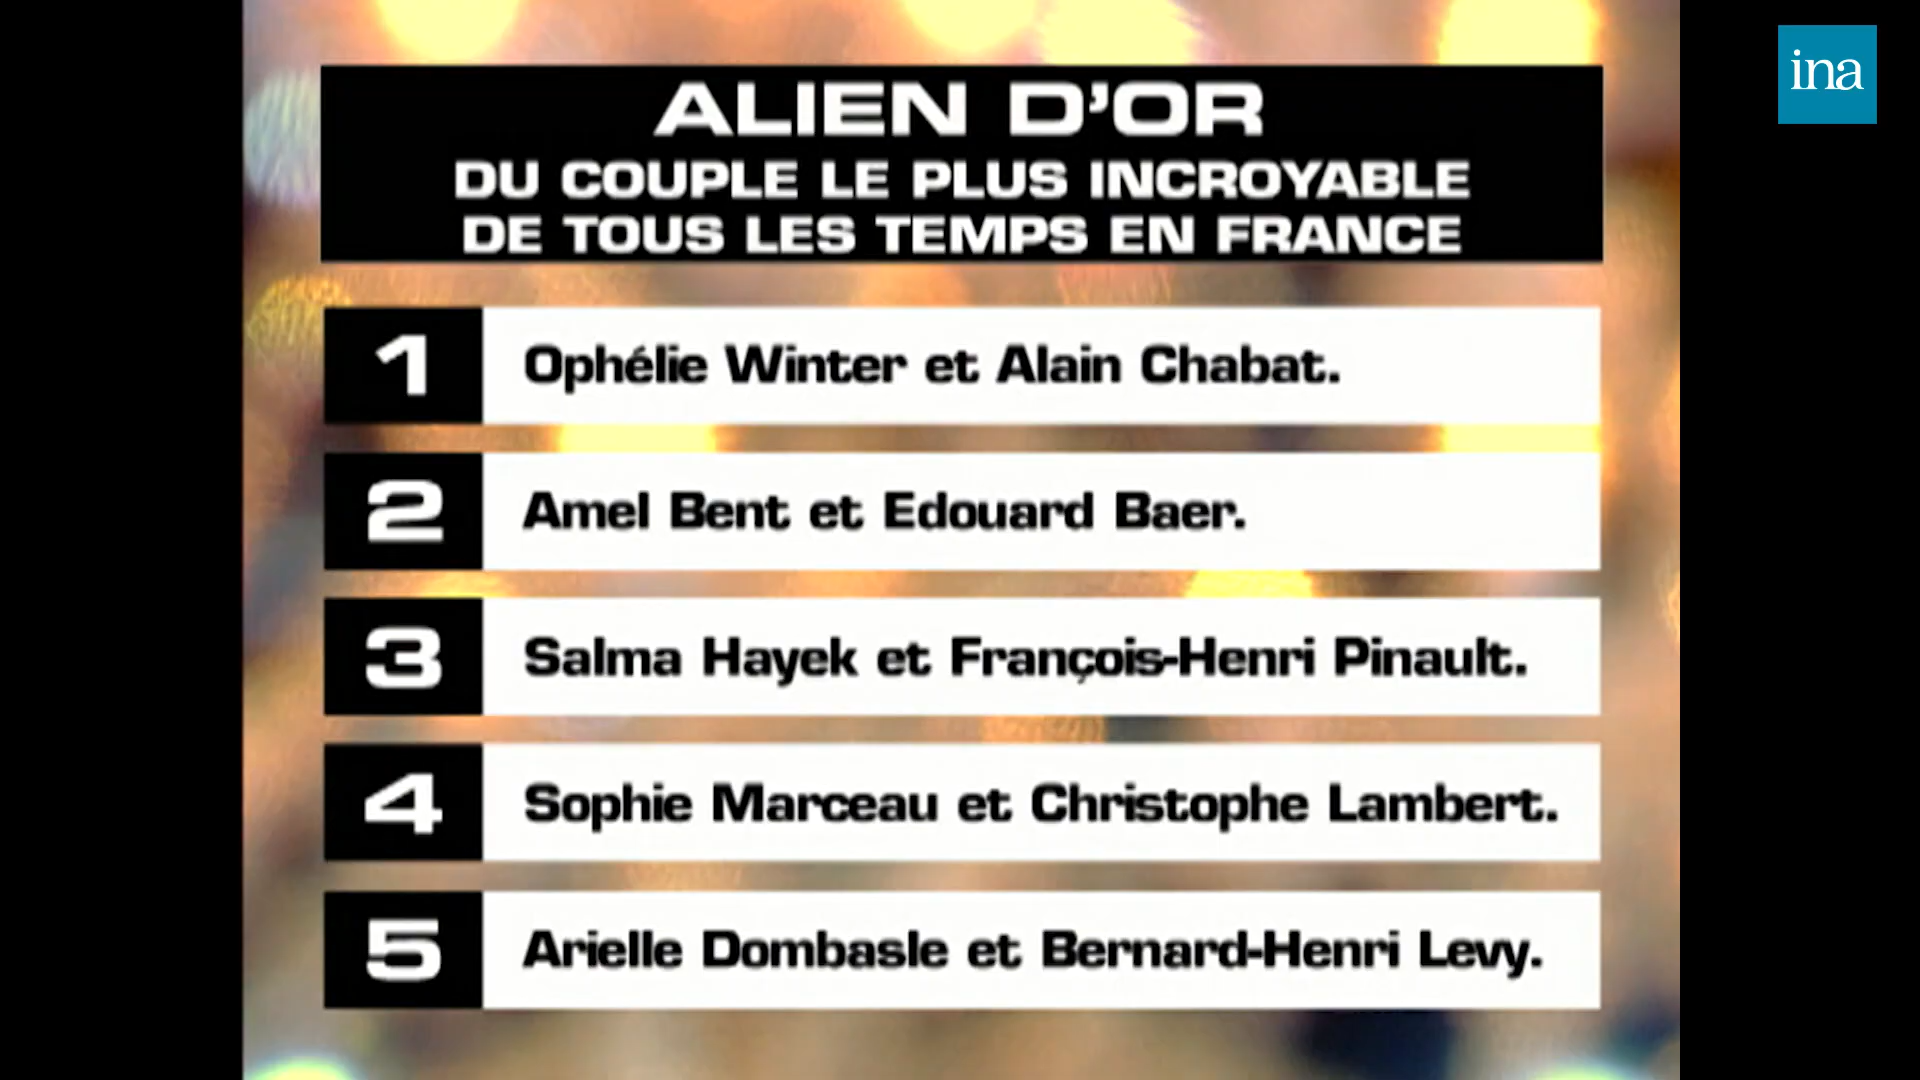 ina
ALIEN D'OR
DU COUPLE LE PLUS INCROYABLE
DE TOUS LES TEMPS EN FRANCE
1 Ophélie Winter et Alain Chabat.
2 Amel Bent et Edouard Baer.
3 Salma Hayek et François-Henri Pinault.
4 Sophie Marceau et Christophe Lambert.
5 Arielle Dombasle et Bernard-Henri Levy.